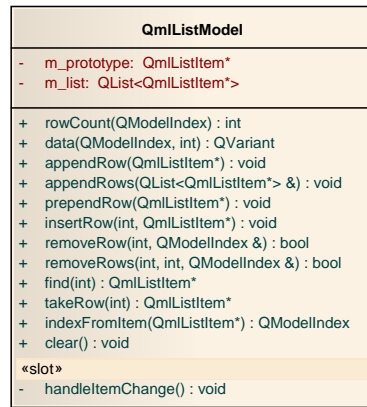 QmlListModel
- m_prototype: QmlListItem*
- m_list: QList<QmlListItem*>
+ rowCount(QModelIndex) : int
+ data(QModelIndex, int) : QVariant
+ appendRow(QmlListItem*) : void
+ appendRows(QList<QmlListItem*> &) : void
+ prependRow(QmlListItem*) : void
+ insertRow(int, QmlListItem*) : void
+ removeRow(int, QModelIndex &) : bool
+ removeRows(int, int, QModelIndex &) : bool
+ find(int) : QmlListItem*
+ takeRow(int) : QmlListItem*
+ indexFromItem(QmlListItem*) : QModelIndex
+ clear() : void
«slot»
- handleItemChange() : void